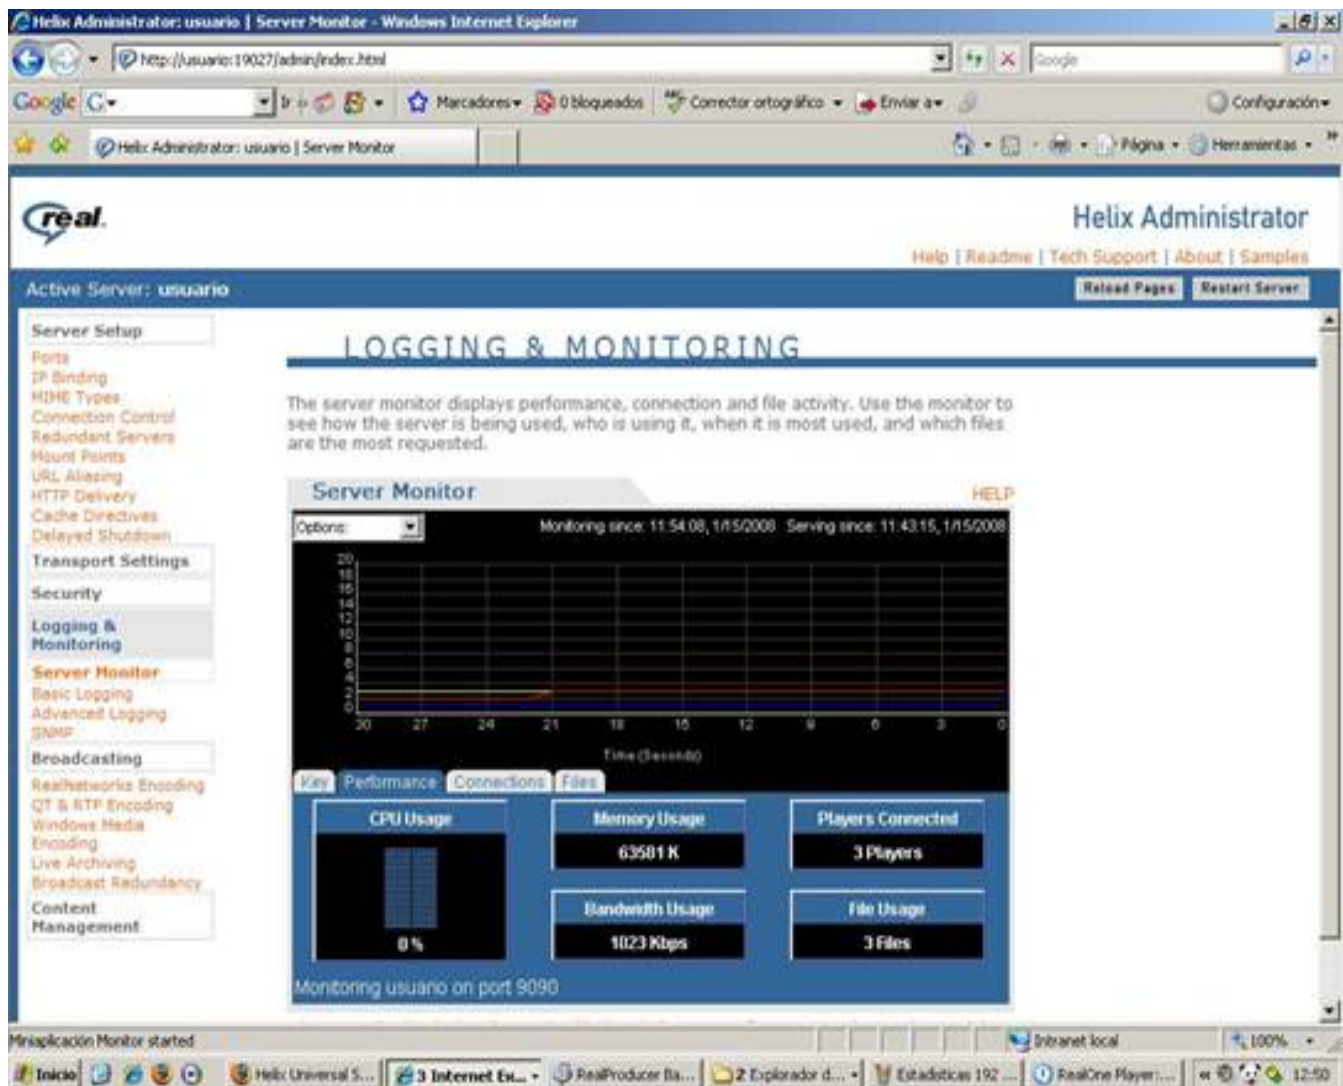 Helix Administrator: usuario | Server Monitor - Windows Internet Explorer
http://usuario:19027/admin/index.html
Google
Google
Marcadores
0 bloqueados
Corrector ortográfico
Enviar a
Configuración
Helix Administrator: usuario | Server Monitor
Página
Herramientas
real.
Helix Administrator
Help | Readme | Tech Support | About | Samples
Active Server: usuario
Reload Pages
Restart Server
Server Setup
Ports
IP Binding
MIME Types
Connection Control
Redundant Servers
Mount Points
URL Aliasing
HTTP Delivery
Cache Directives
Delayed Shutdown
Transport Settings
Security
Logging &
Monitoring
Server Monitor
Basic Logging
Advanced Logging
SNMP
Broadcasting
RealNetworks Encoding
QT & RTP Encoding
Windows Media
Encoding
Live Archiving
Broadcast Redundancy
Content
Management
LOGGING & MONITORING
The server monitor displays performance, connection and file activity. Use the monitor to
see how the server is being used, who is using it, when it is most used, and which files
are the most requested.
Server Monitor
HELP
Options:
Monitoring since: 11:54:08, 1/15/2008 Serving since: 11:43:15, 1/15/2008
20
18
16
14
12
10
8
6
4
2
0
30 27 24 21 18 15 12 9 6 3 0
Time (Seconds)
Key Performance Connections Files
CPU Usage
0 %
Memory Usage
63581 K
Players Connected
3 Players
Bandwidth Usage
1023 Kbps
File Usage
3 Files
Monitoring usuario on port 9090
Miniaplicación Monitor started
Intranet local
100%
Inicio
Helix Universal S...
3 Internet Ex...
RealProducer Ba...
2 Explorador d...
Estadisticas 192 ...
RealOne Player: ...
12:50